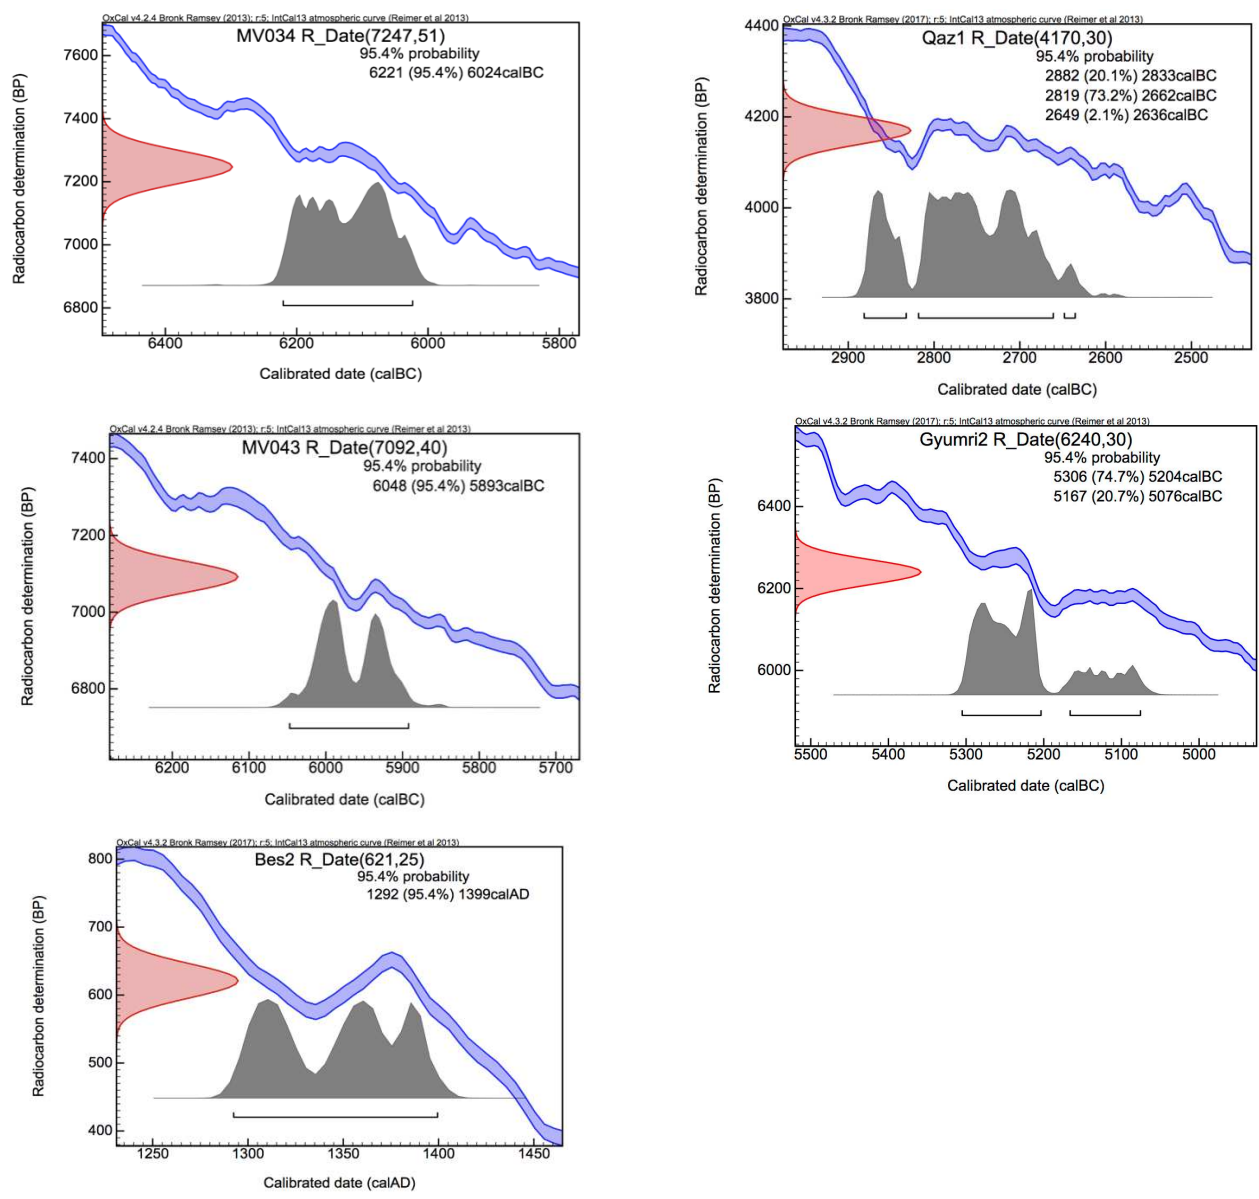 OxCal v4.2.4 Bronk Ramsey (2013); r:5; IntCal13 atmospheric curve (Reimer et al 2013)
MV034 R_Date(7247,51)
95.4% probability
6221 (95.4%) 6024calBC
Radiocarbon determination (BP)
7600
7400
7200
7000
6800
6400
6200
6000
5800
Calibrated date (calBC)
OxCal v4.3.2 Bronk Ramsey (2017); r:5; IntCal13 atmospheric curve (Reimer et al 2013)
Qaz1 R_Date(4170,30)
95.4% probability
2882 (20.1%) 2833calBC
2819 (73.2%) 2662calBC
2649 (2.1%) 2636calBC
Radiocarbon determination (BP)
4400
4200
4000
3800
2900
2800
2700
2600
2500
Calibrated date (calBC)
OxCal v4.2.4 Bronk Ramsey (2013); r:5; IntCal13 atmospheric curve (Reimer et al 2013)
MV043 R_Date(7092,40)
95.4% probability
6048 (95.4%) 5893calBC
Radiocarbon determination (BP)
7400
7200
7000
6800
6200
6100
6000
5900
5800
5700
Calibrated date (calBC)
OxCal v4.3.2 Bronk Ramsey (2017); r:5; IntCal13 atmospheric curve (Reimer et al 2013)
Gyumri2 R_Date(6240,30)
95.4% probability
5306 (74.7%) 5204calBC
5167 (20.7%) 5076calBC
Radiocarbon determination (BP)
6400
6200
6000
5500
5400
5300
5200
5100
5000
Calibrated date (calBC)
OxCal v4.3.2 Bronk Ramsey (2017); r:5; IntCal13 atmospheric curve (Reimer et al 2013)
Bes2 R_Date(621,25)
95.4% probability
1292 (95.4%) 1399calAD
Radiocarbon determination (BP)
800
700
600
500
400
1250
1300
1350
1400
1450
Calibrated date (calAD)